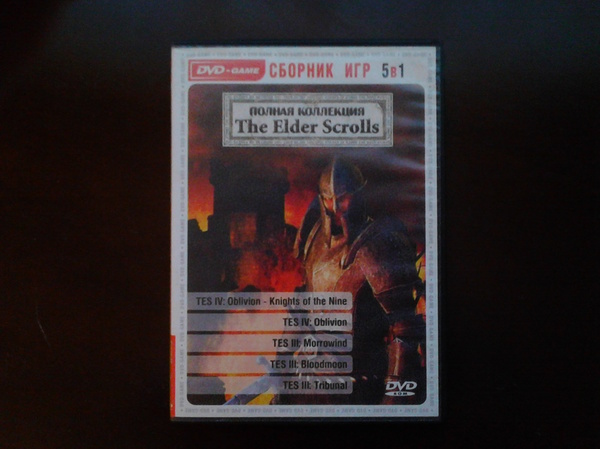 DVD-GAME СБОРНИК ИГР 5в1
ПОЛНАЯ КОЛЛЕКЦИЯ
The Elder Scrolls
TES IV: Oblivion - Knights of the Nine
TES IV: Oblivion
TES III: Morrowind
TES III: Bloodmoon
TES III: Tribunal
DVD
ROM